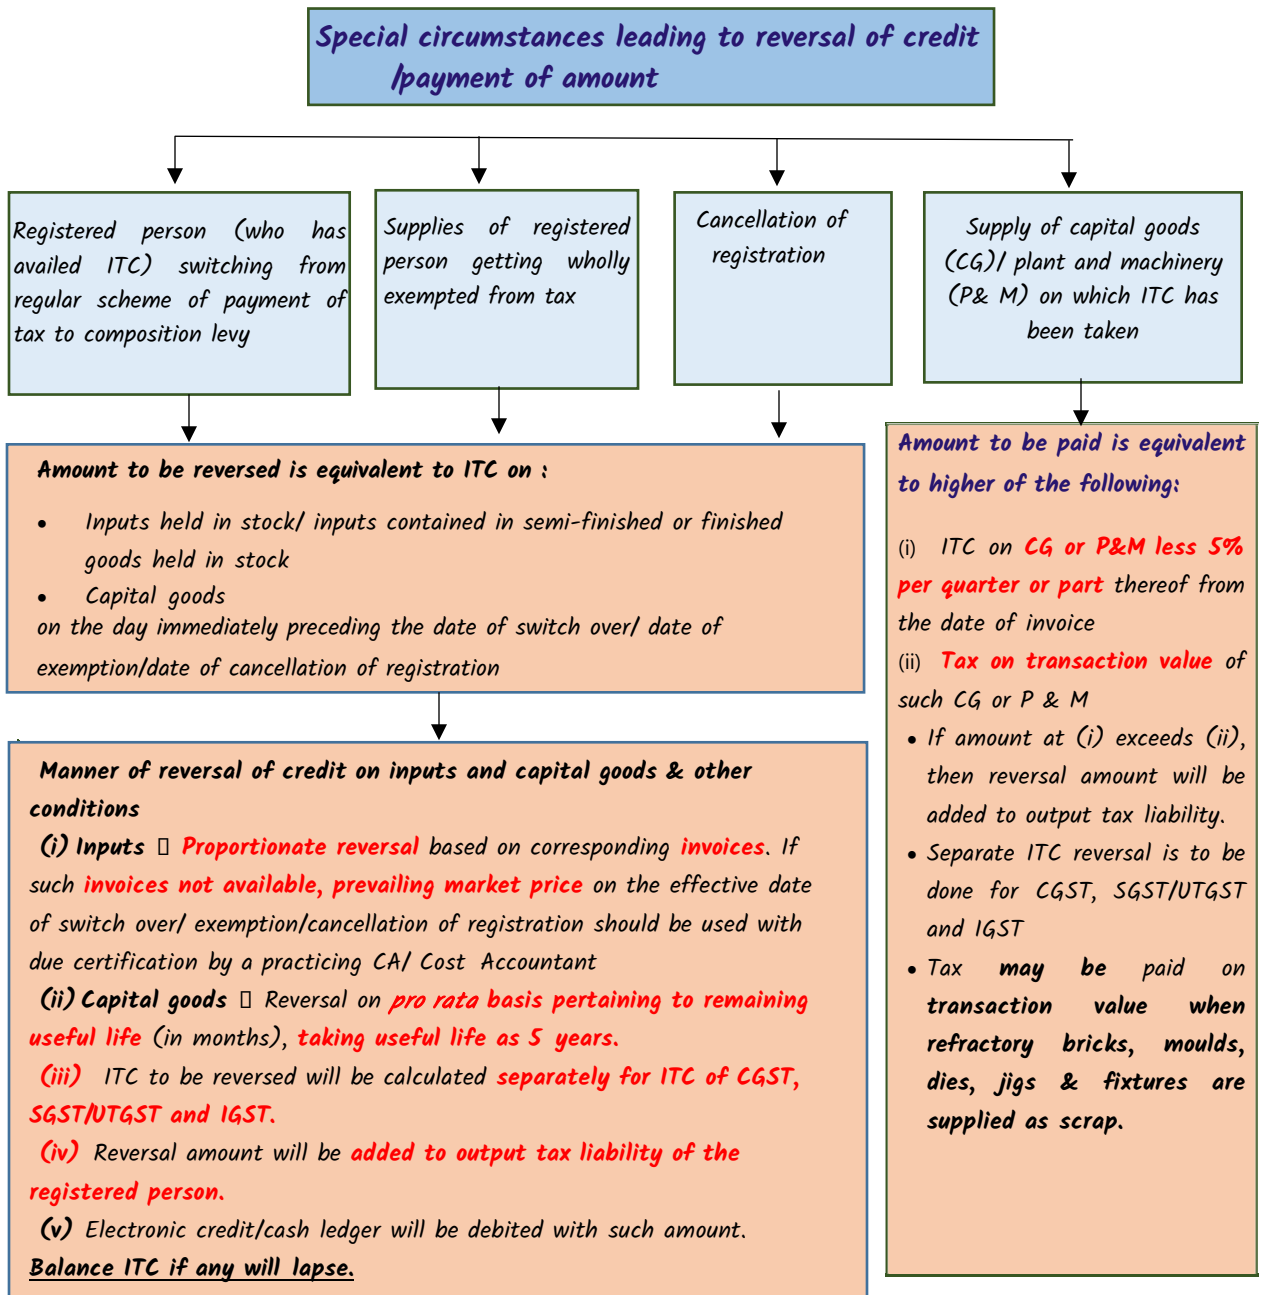 Special circumstances leading to reversal of credit
/payment of amount
Registered person (who has
availed ITC) switching from
regular scheme of payment of
tax to composition levy
Supplies of registered
person getting wholly
exempted from tax
Cancellation of
registration
Supply of capital goods
(CG)/ plant and machinery
(P& M) on which ITC has
been taken
Amount to be reversed is equivalent to ITC on :
• Inputs held in stock/ inputs contained in semi-finished or finished
goods held in stock
• Capital goods
on the day immediately preceding the date of switch over/ date of
exemption/date of cancellation of registration
Manner of reversal of credit on inputs and capital goods & other
conditions
(i) Inputs ▯ Proportionate reversal based on corresponding invoices. If
such invoices not available, prevailing market price on the effective date
of switch over/ exemption/cancellation of registration should be used with
due certification by a practicing CA/ Cost Accountant
(ii) Capital goods ▯ Reversal on pro rata basis pertaining to remaining
useful life (in months), taking useful life as 5 years.
(iii) ITC to be reversed will be calculated separately for ITC of CGST,
SGST/UTGST and IGST.
(iv) Reversal amount will be added to output tax liability of the
registered person.
(v) Electronic credit/cash ledger will be debited with such amount.
Balance ITC if any will lapse.
Amount to be paid is equivalent
to higher of the following:
(i) ITC on CG or P&M less 5%
per quarter or part thereof from
the date of invoice
(ii) Tax on transaction value of
such CG or P & M
• If amount at (i) exceeds (ii),
then reversal amount will be
added to output tax liability.
• Separate ITC reversal is to be
done for CGST, SGST/UTGST
and IGST
• Tax may be paid on
transaction value when
refractory bricks, moulds,
dies, jigs & fixtures are
supplied as scrap.